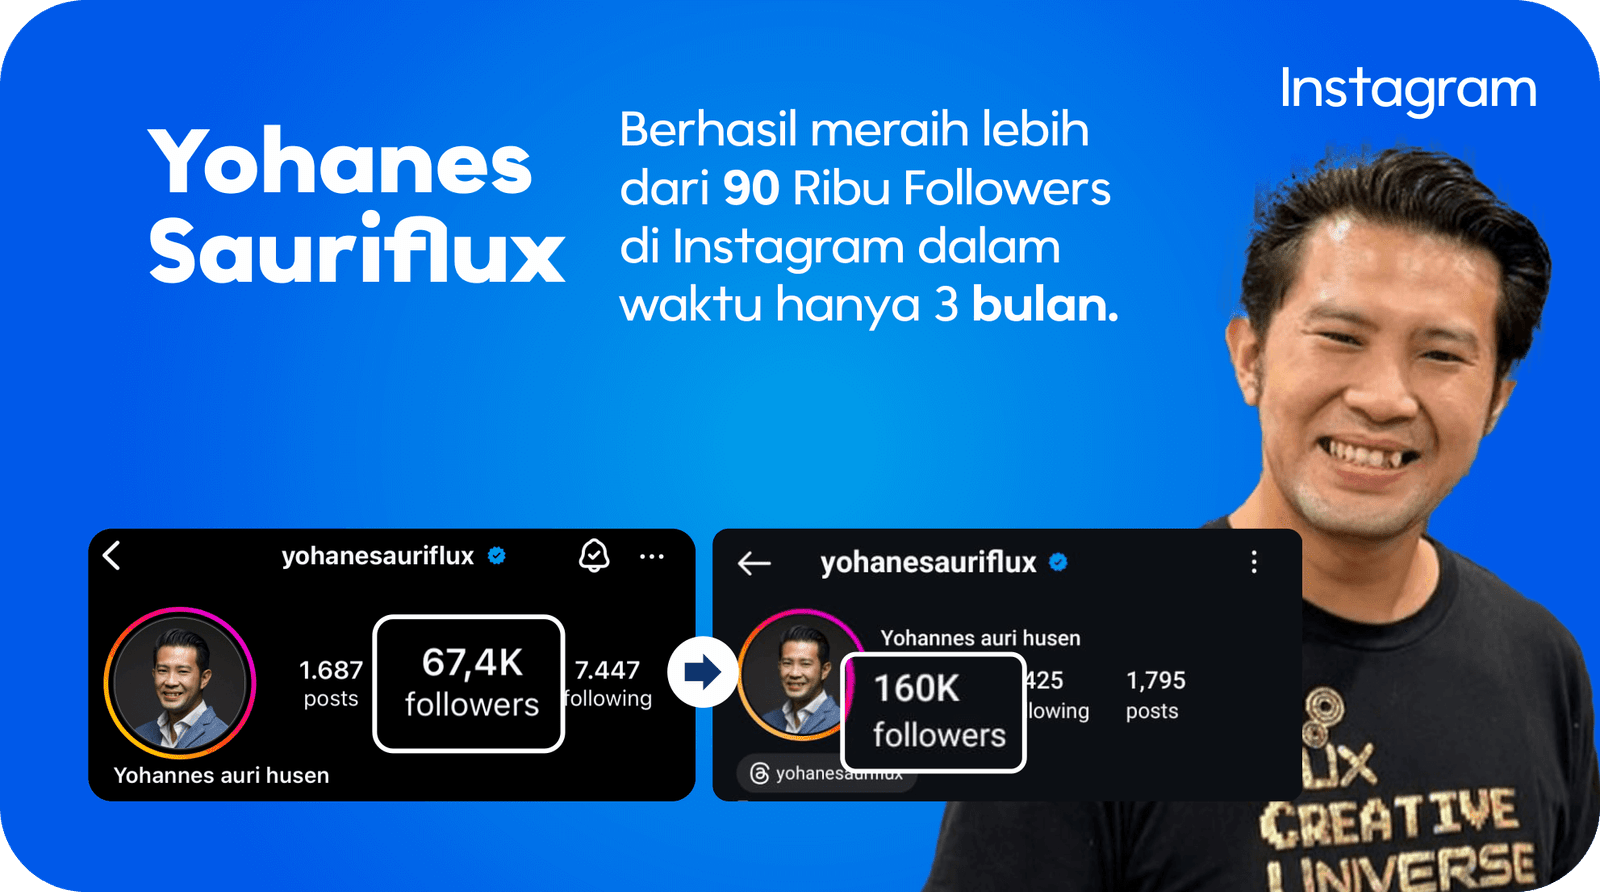 Instagram
Yohanes
Sauriflux
Berhasil meraih lebih
dari 90 Ribu Followers
di Instagram dalam
waktu hanya 3 bulan.
yohanesauriflux
1.687
posts
67,4K
followers
7.447
following
Yohannes auri husen
yohanesauriflux
Yohannes auri husen
160K
followers
425
lowing
1,795
posts
yohanesauriflux
UX
CREATIVE
UNIVERSE